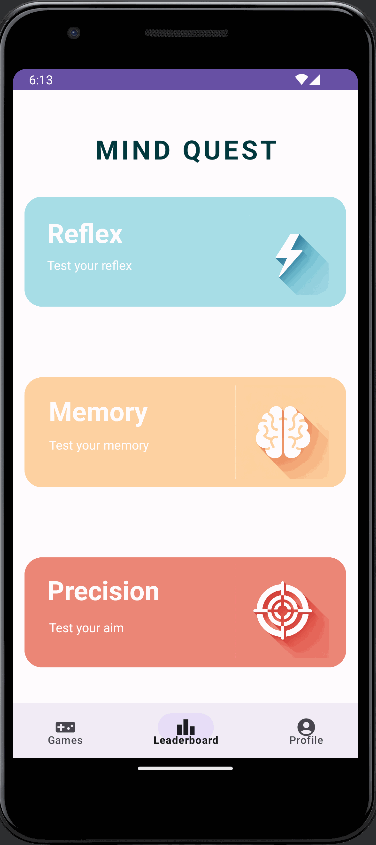 6:13
MIND QUEST
Reflex
Test your reflex
Memory
Test your memory
Precision
Test your aim
Games
Leaderboard
Profile